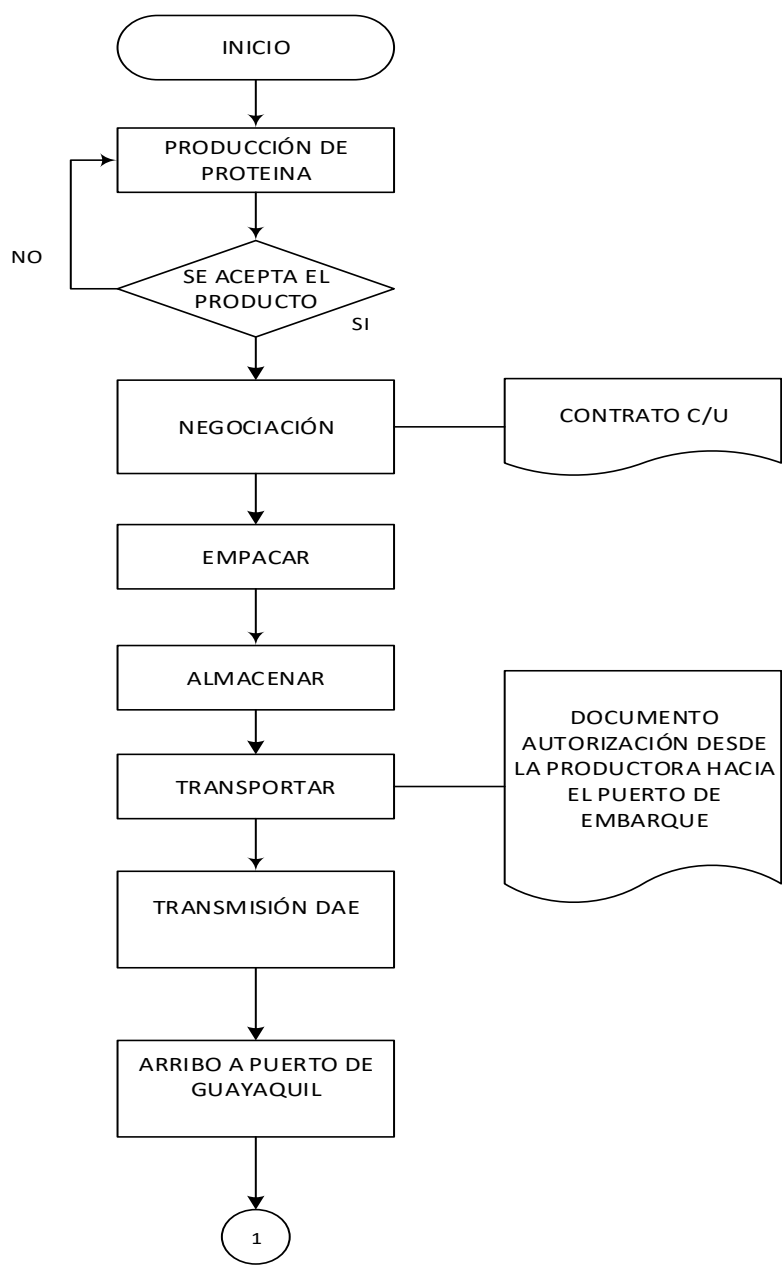 INICIO
PRODUCCIÓN DE
PROTEINA
NO
SE ACEPTA EL
PRODUCTO
SI
NEGOCIACIÓN
CONTRATO C/U
EMPACAR
ALMACENAR
TRANSPORTAR
DOCUMENTO
AUTORIZACIÓN DESDE
LA PRODUCTORA HACIA
EL PUERTO DE
EMBARQUE
TRANSMISIÓN DAE
ARRIBO A PUERTO DE
GUAYAQUIL
1